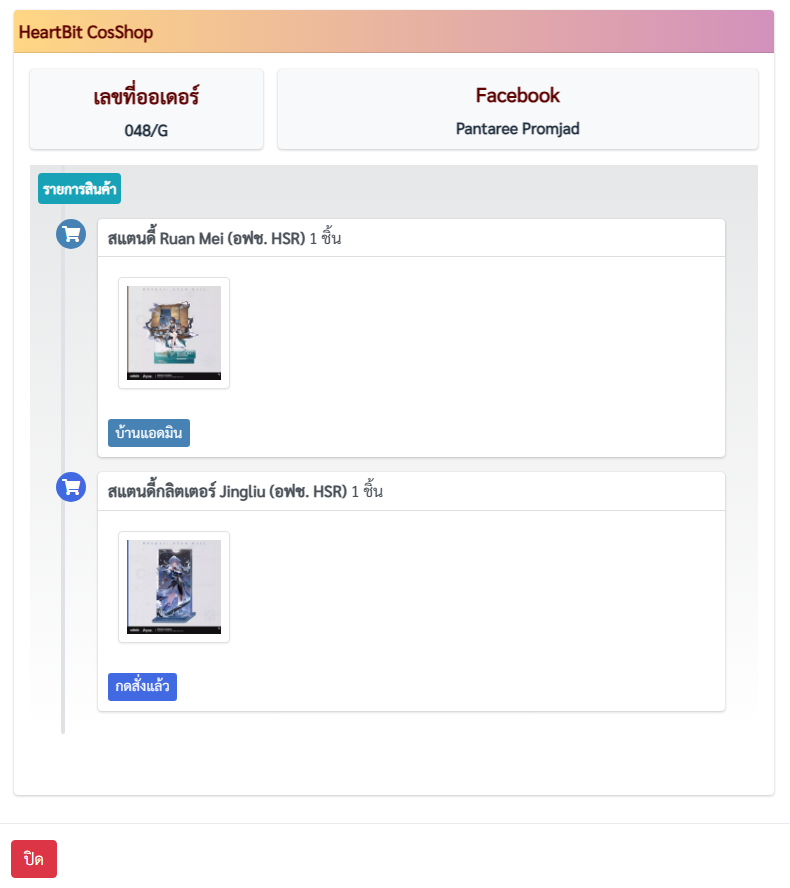 HeartBit CosShop
เลขที่ออเดอร์
048/G
Facebook
Pantaree Promjad
รายการสินค้า
สแตนดี้ Ruan Mei (อฟช. HSR) 1 ชิ้น
บ้านแอดมิน
สแตนดี้กลิตเตอร์ Jingliu (อฟช. HSR) 1 ชิ้น
กดสั่งแล้ว
ปิด